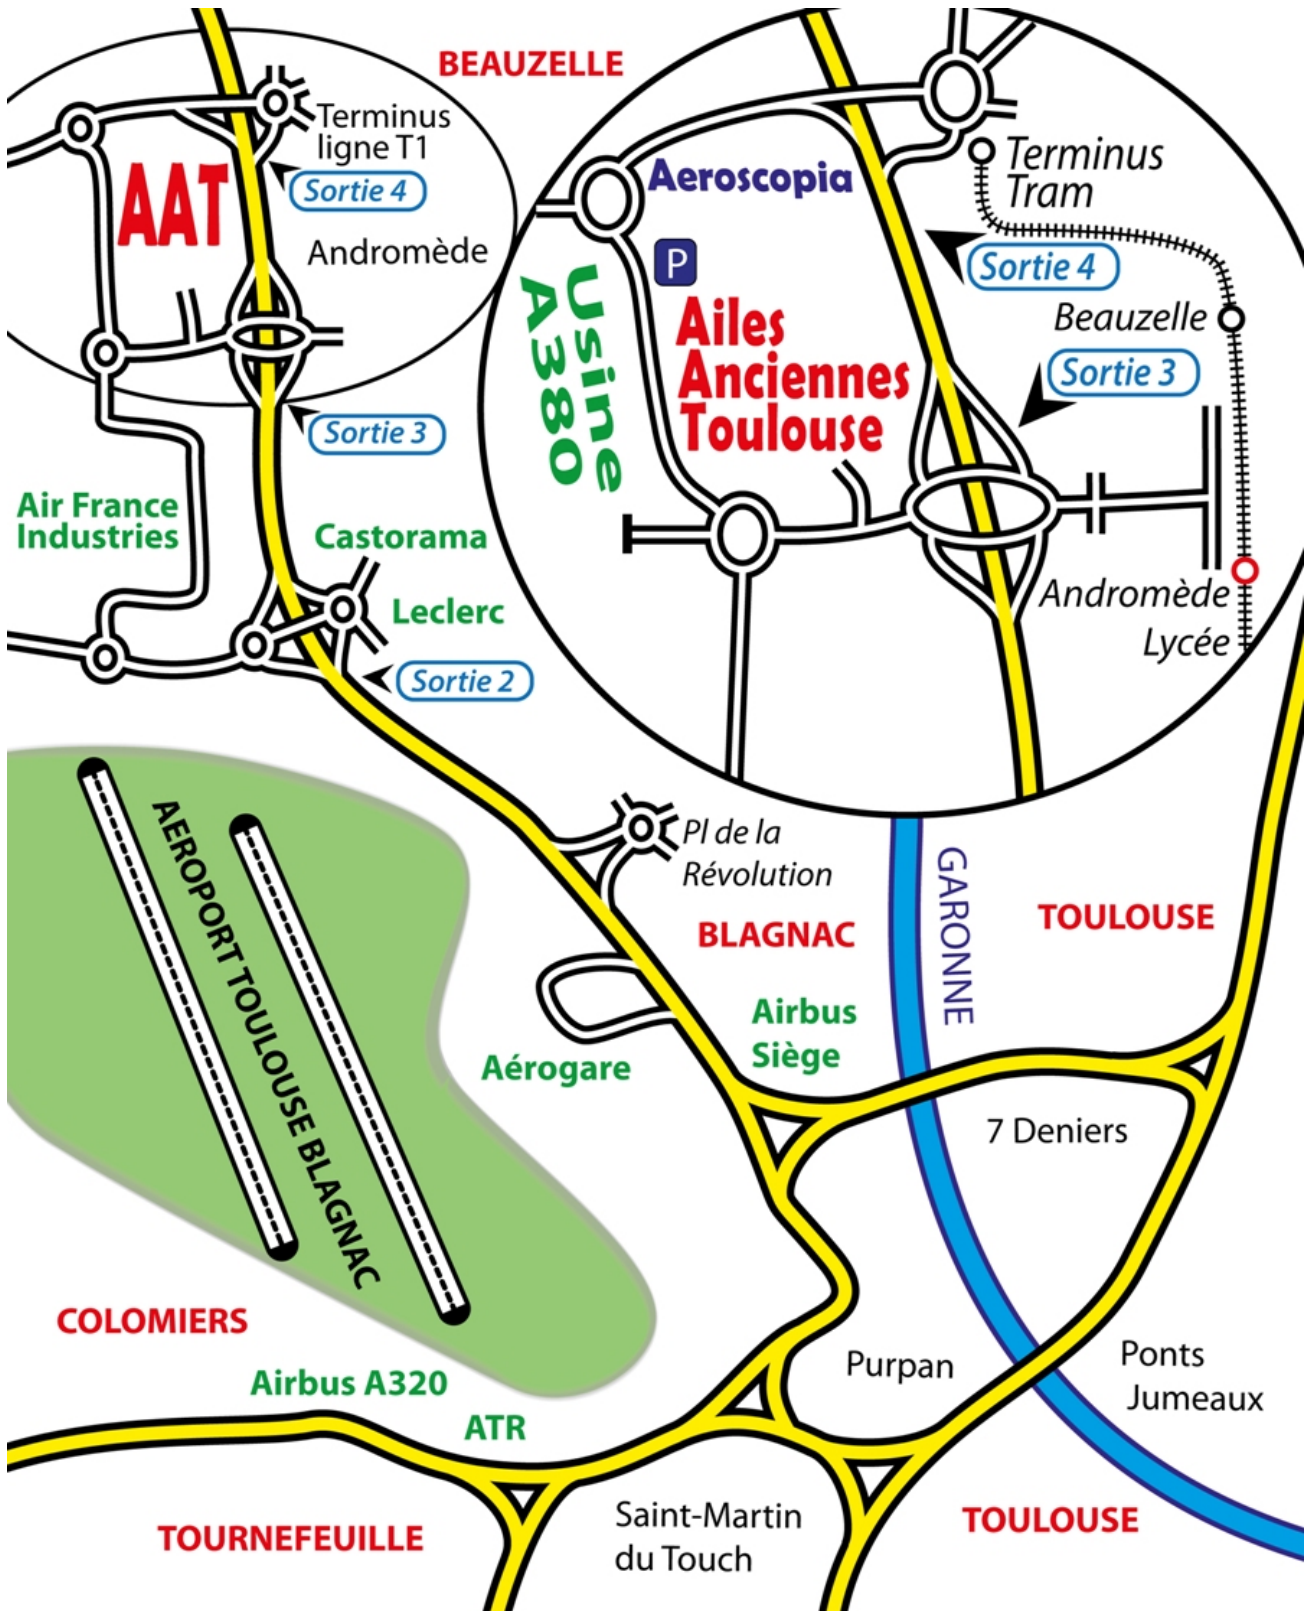 BEAUZELLE
Terminus
ligne T1
AAT
Sortie 4
Andromède
Sortie 3
Air France
Industries
Castorama
Leclerc
Sortie 2
Aeroscopia
Terminus
Tram
P
Sortie 4
Usine
A380
Ailes
Anciennes
Toulouse
Beauzelle
Sortie 3
Andromède
Lycée
AEROPORT TOULOUSE BLAGNAC
Pl de la
Révolution
BLAGNAC
GARONNE
TOULOUSE
Airbus
Siège
Aérogare
7 Deniers
COLOMIERS
Airbus A320
ATR
Purpan
Ponts
Jumeaux
TOURNEFEUILLE
Saint-Martin
du Touch
TOULOUSE